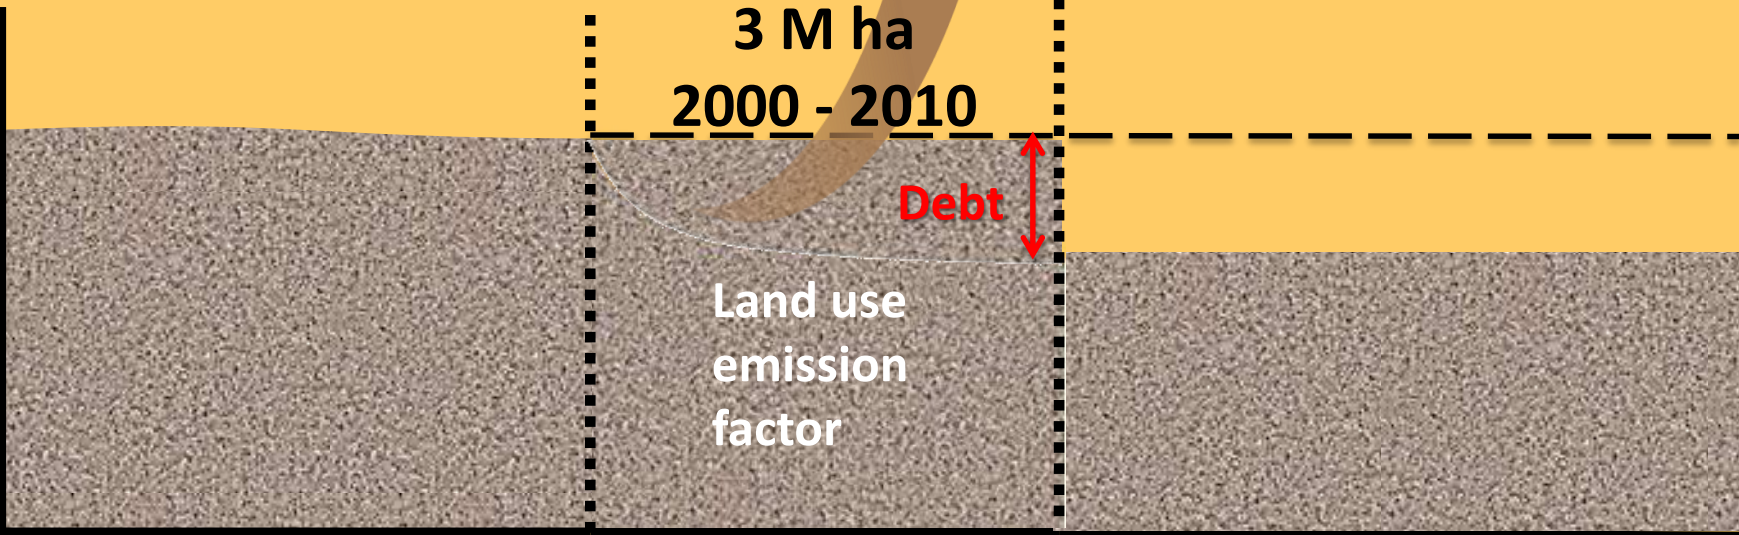 3 M ha
2000 - 2010
Debt
Land use
emission
factor